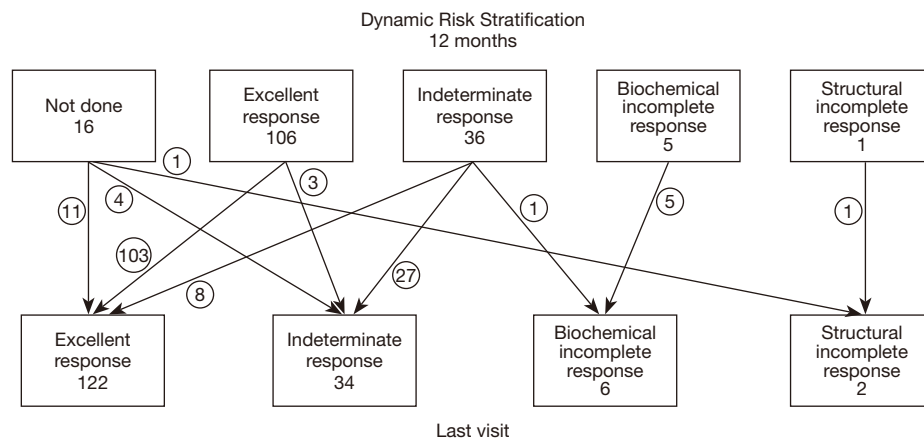 Dynamic Risk Stratification
12 months
Not done
16
Excellent
response
106
Indeterminate
response
36
Biochemical
incomplete
response
5
Structural
incomplete
response
1
1
3
11
4
1
5
1
103
8
27
Excellent
response
122
Indeterminate
response
34
Biochemical
incomplete
response
6
Structural
incomplete
response
2
Last visit